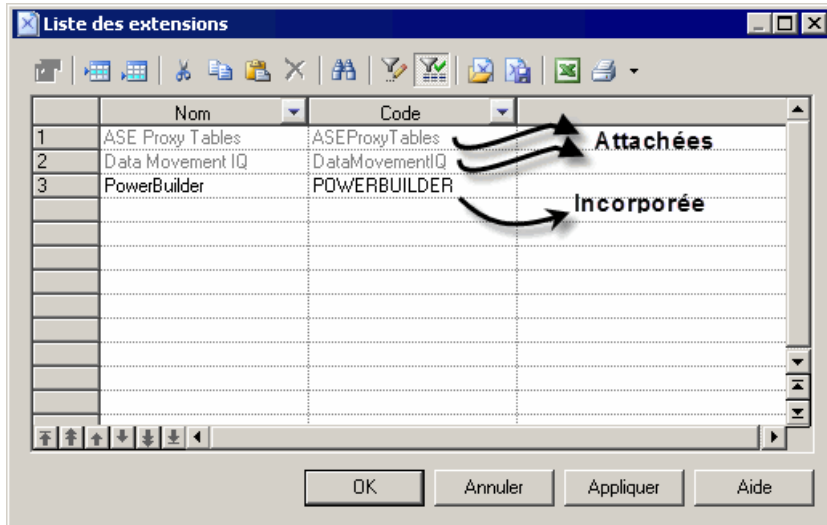 Liste des extensions
Nom Code
1 ASE Proxy Tables ASEProxyTables Attachées
2 Data Movement IQ DataMovementIQ
3 PowerBuilder POWERBUILDER
Incorporée
OK Annuler Appliquer Aide